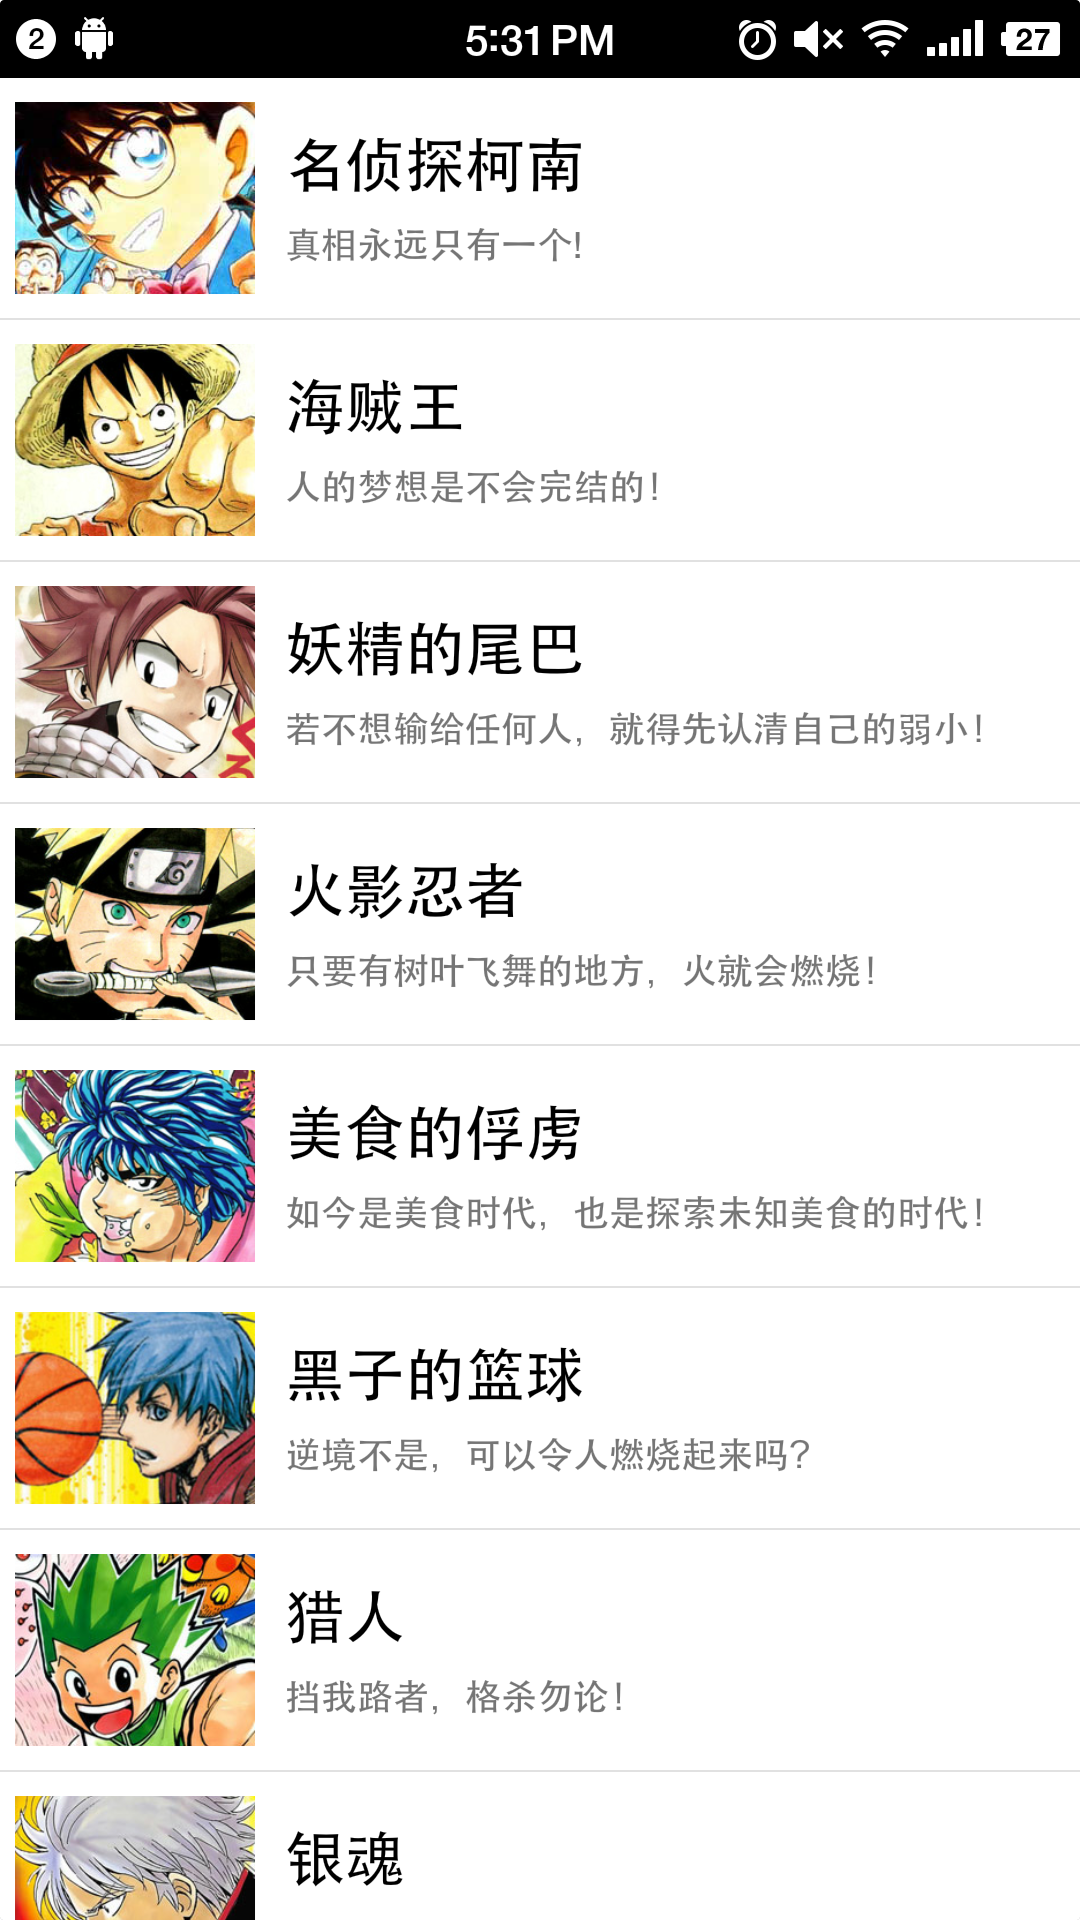 2 5:31 PM 27
名侦探柯南
真相永远只有一个!
海贼王
人的梦想是不会完结的!
妖精的尾巴
若不想输给任何人，就得先认清自己的弱小!
くろ
火影忍者
只要有树叶飞舞的地方，火就会燃烧!
美食的俘虏
如今是美食时代，也是探索未知美食的时代!
黑子的篮球
逆境不是，可以令人燃烧起来吗?
猎人
挡我路者，格杀勿论!
银魂